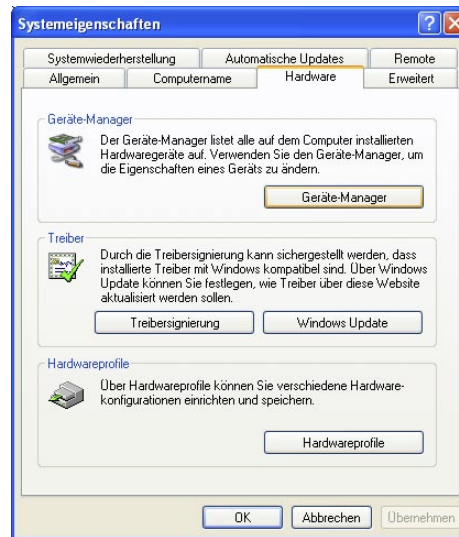 Systemeigenschaften
Systemwiederherstellung Automatische Updates Remote
Allgemein Computername Hardware Erweitert
Geräte-Manager
Der Geräte-Manager listet alle auf dem Computer installierten
Hardwaregeräte auf. Verwenden Sie den Geräte-Manager, um
die Eigenschaften eines Geräts zu ändern.
Geräte-Manager
Treiber
Durch die Treibersignierung kann sichergestellt werden, dass
installierte Treiber mit Windows kompatibel sind. Über Windows
Update können Sie festlegen, wie Treiber über diese Website
aktualisiert werden sollen.
Treibersignierung Windows Update
Hardwareprofile
Über Hardwareprofile können Sie verschiedene Hardware-
konfigurationen einrichten und speichern.
Hardwareprofile
OK Abbrechen Übernehmen